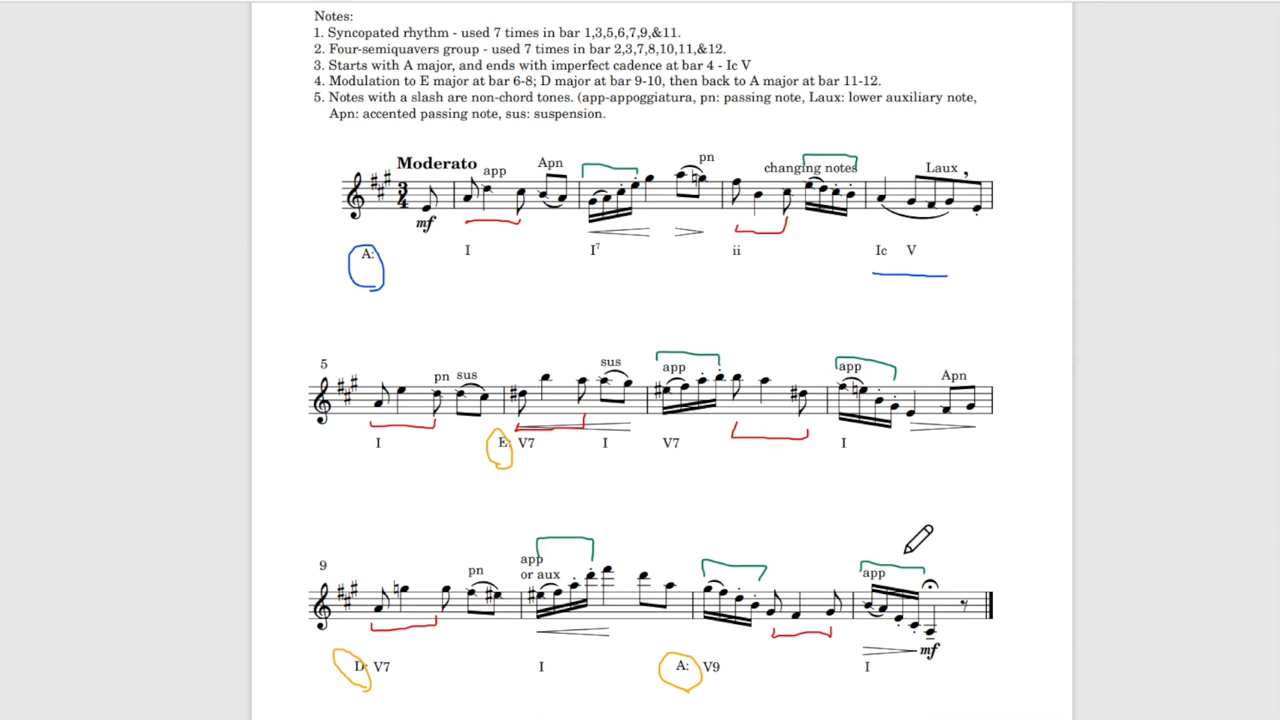 Notes:
1. Syncopated rhythm - used 7 times in bar 1,3,5,6,7,9,&11.
2. Four-semiquavers group - used 7 times in bar 2,3,7,8,10,11,&12.
3. Starts with A major, and ends with imperfect cadence at bar 4 - Ic V
4. Modulation to E major at bar 6-8; D major at bar 9-10, then back to A major at bar 11-12.
5. Notes with a slash are non-chord tones. (app-appoggiatura, pn: passing note, Laux: lower auxiliary note,
Apn: accented passing note, sus: suspension.
Moderato
app Apn pn changing notes Laux
3
4
mf
A: I I7 ii Ic V
5
pn sus sus app app Apn
I E: V7 I V7 I
9
pn app
or aux
app
mf
D: V7 I A: V9 I